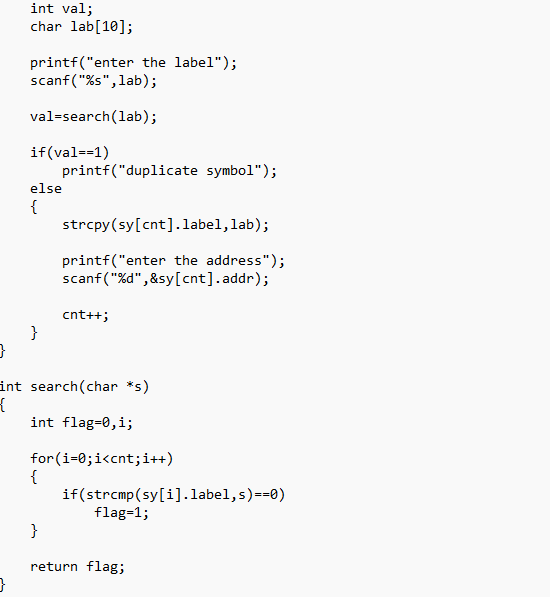 int val;
char lab[10];
printf("enter the label");
scanf("%s",lab);
val=search(lab);
if(val==1)
printf("duplicate symbol");
else
{
strcpy(sy[cnt].label,lab);
printf("enter the address");
scanf("%d",&sy[cnt].addr);
cnt++;
}
}
int search(char *s)
{
int flag=0,i;
for(i=0;i<cnt;i++)
{
if(strcmp(sy[i].label,s)==0)
flag=1;
}
return flag;
}